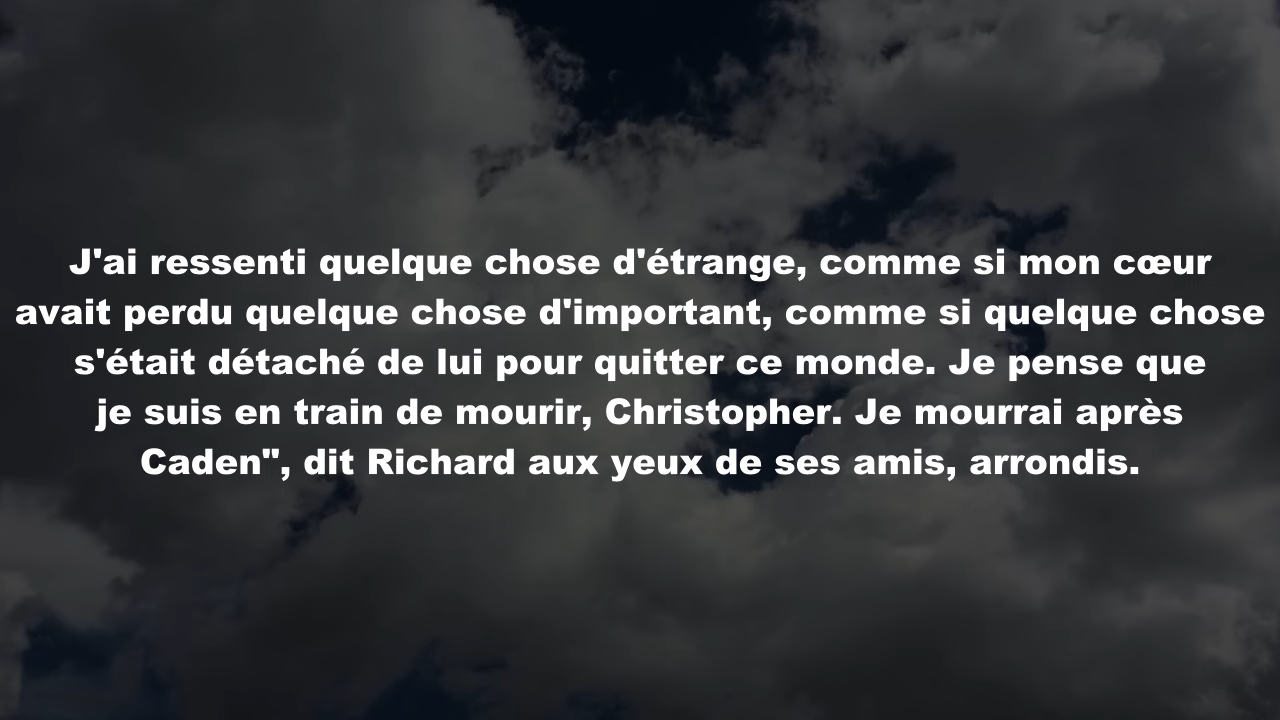 J'ai ressenti quelque chose d'étrange, comme si mon cœur
avait perdu quelque chose d'important, comme si quelque chose
s'était détaché de lui pour quitter ce monde. Je pense que
je suis en train de mourir, Christopher. Je mourrai après
Caden", dit Richard aux yeux de ses amis, arrondis.